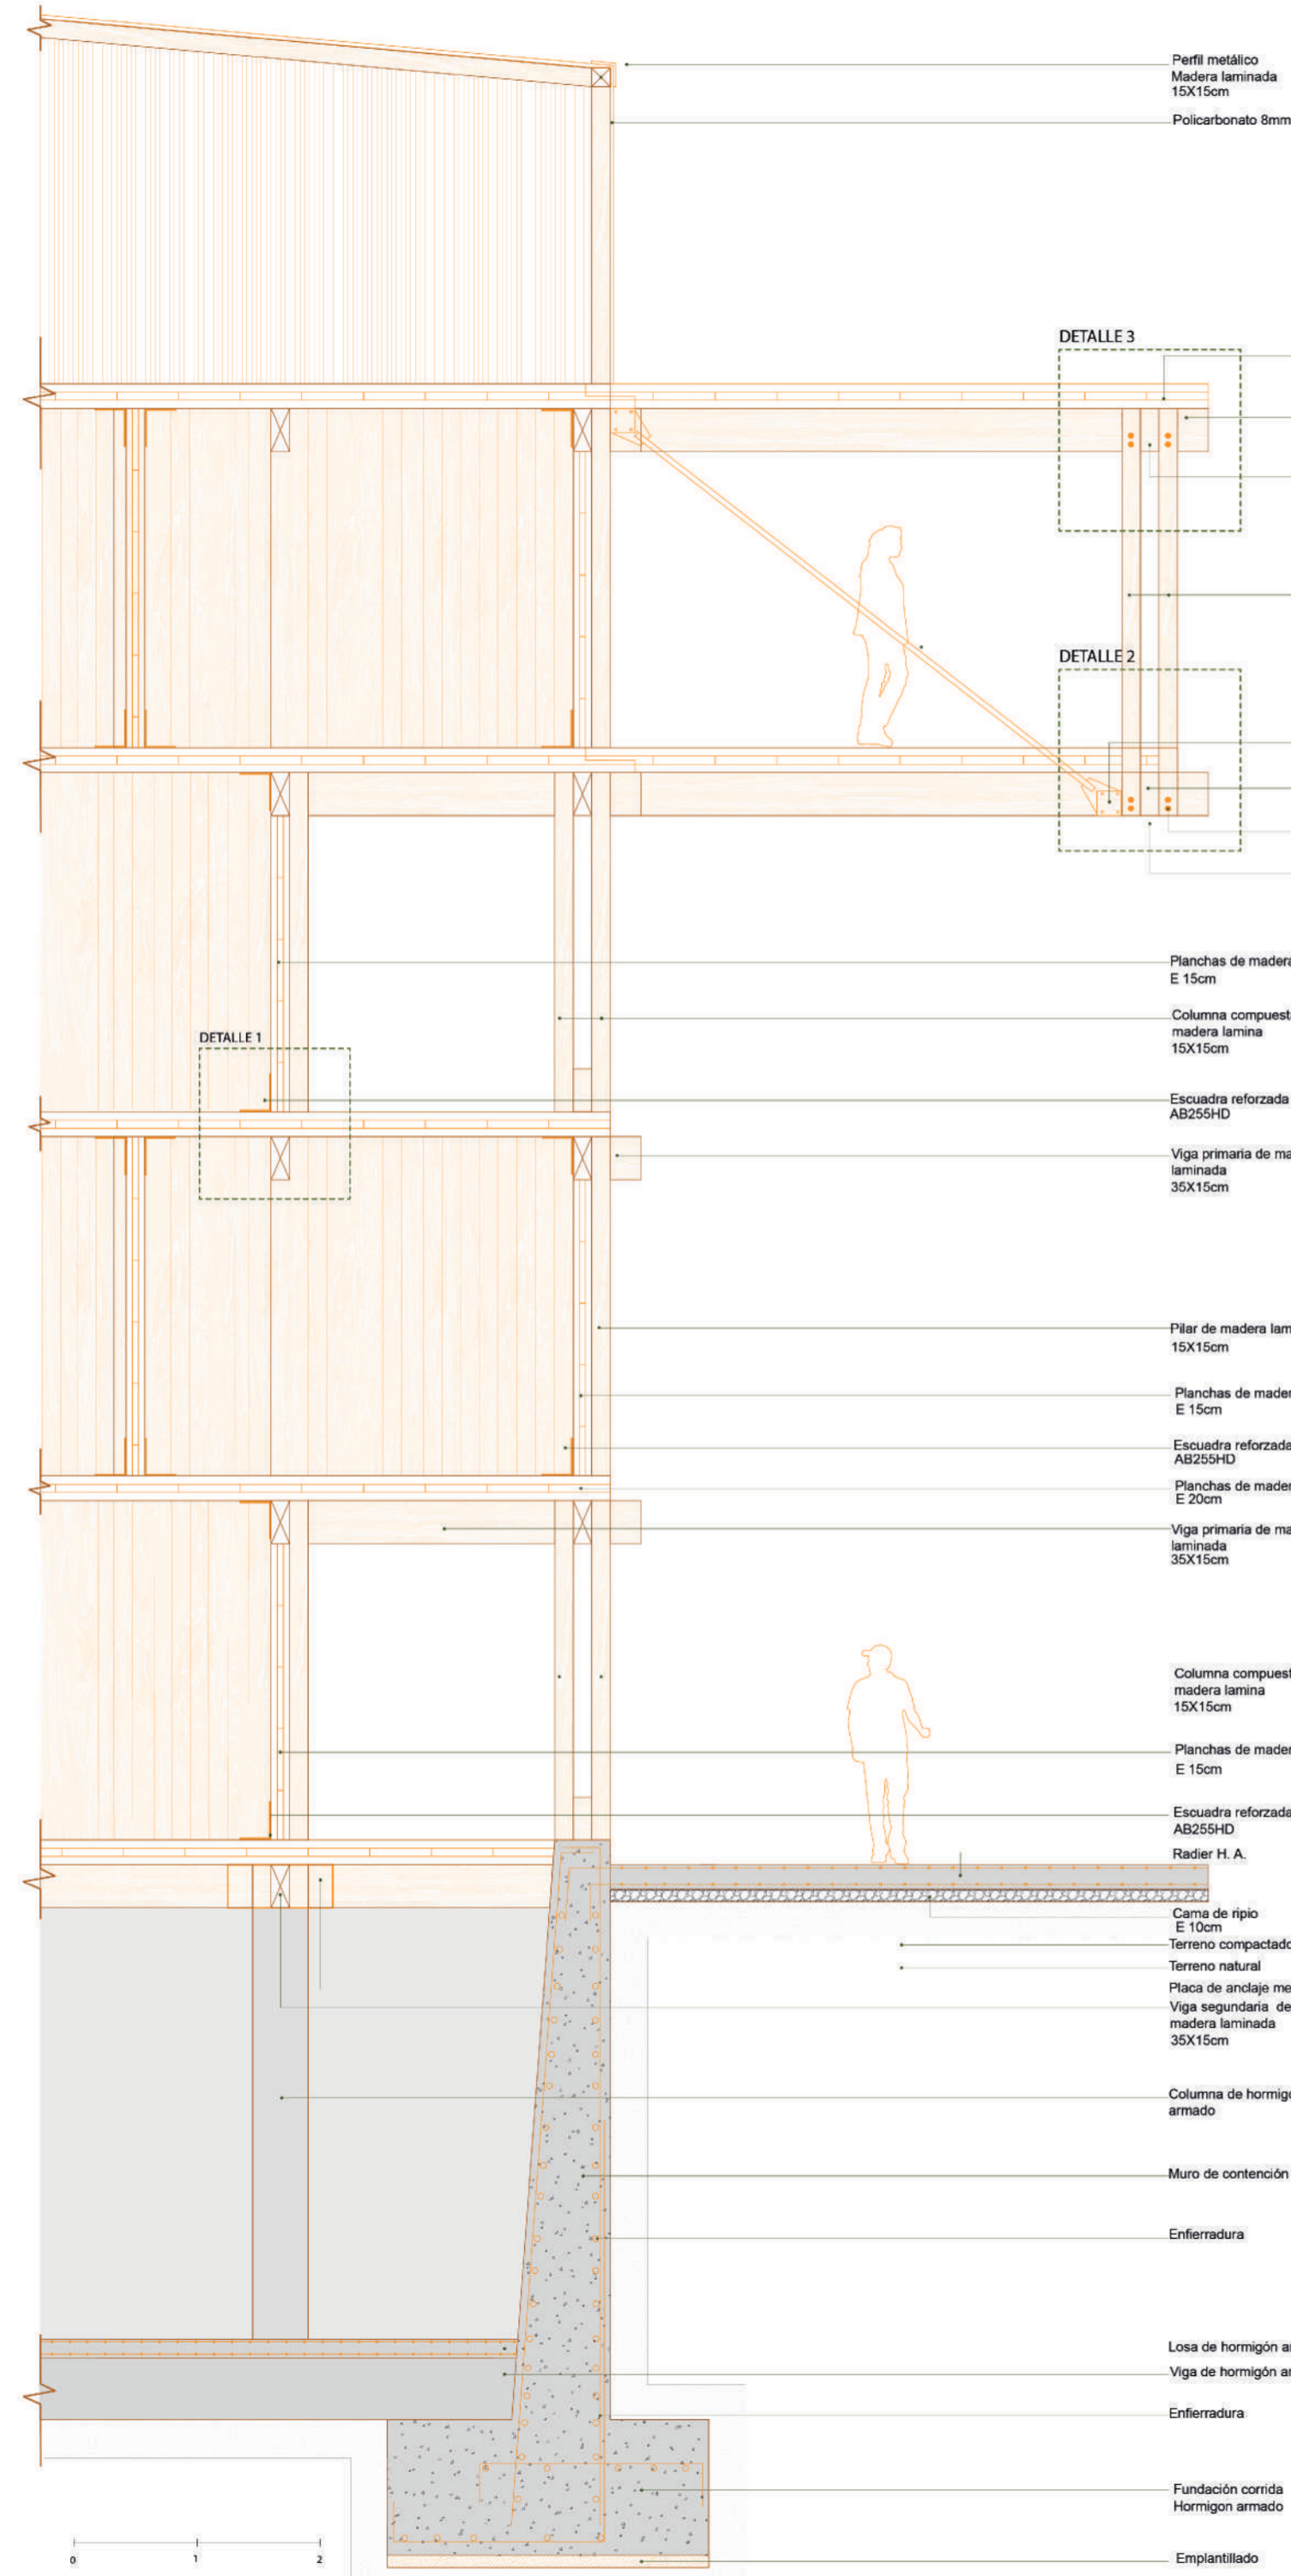 Perfil metálico
Madera laminada
15X15cm
Policarbonato 8mm
DETALLE 3
DETALLE 2
Planchas de madera
E 15cm
Columna compuest
madera lamina
15X15cm
DETALLE 1
Escuadra reforzada
AB255HD
Viga primaria de ma
laminada
35X15cm
Pilar de madera lam
15X15cm
Planchas de mader
E 15cm
Escuadra reforzada
AB255HD
Planchas de mader
E 20cm
Viga primaria de ma
laminada
35X15cm
Columna compuest
madera lamina
15X15cm
Planchas de mader
E 15cm
Escuadra reforzada
AB255HD
Radier H. A.
Cama de ripio
E 10cm
Terreno compactado
Terreno natural
Placa de anclaje me
Viga segundaria de
madera laminada
35X15cm
Columna de hormigo
armado
Muro de contención
Enfierradura
Losa de hormigón ar
Viga de hormigón ar
Enfierradura
Fundación corrida
Hormigon armado
Emplantillado
0 1 2